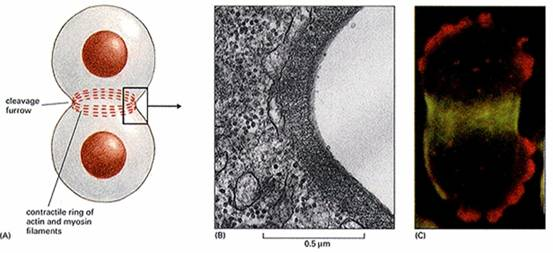 (A)
cleavage
furrow
contractile ring of
actin and myosin
filaments
(B)
0.5 µm
(C)